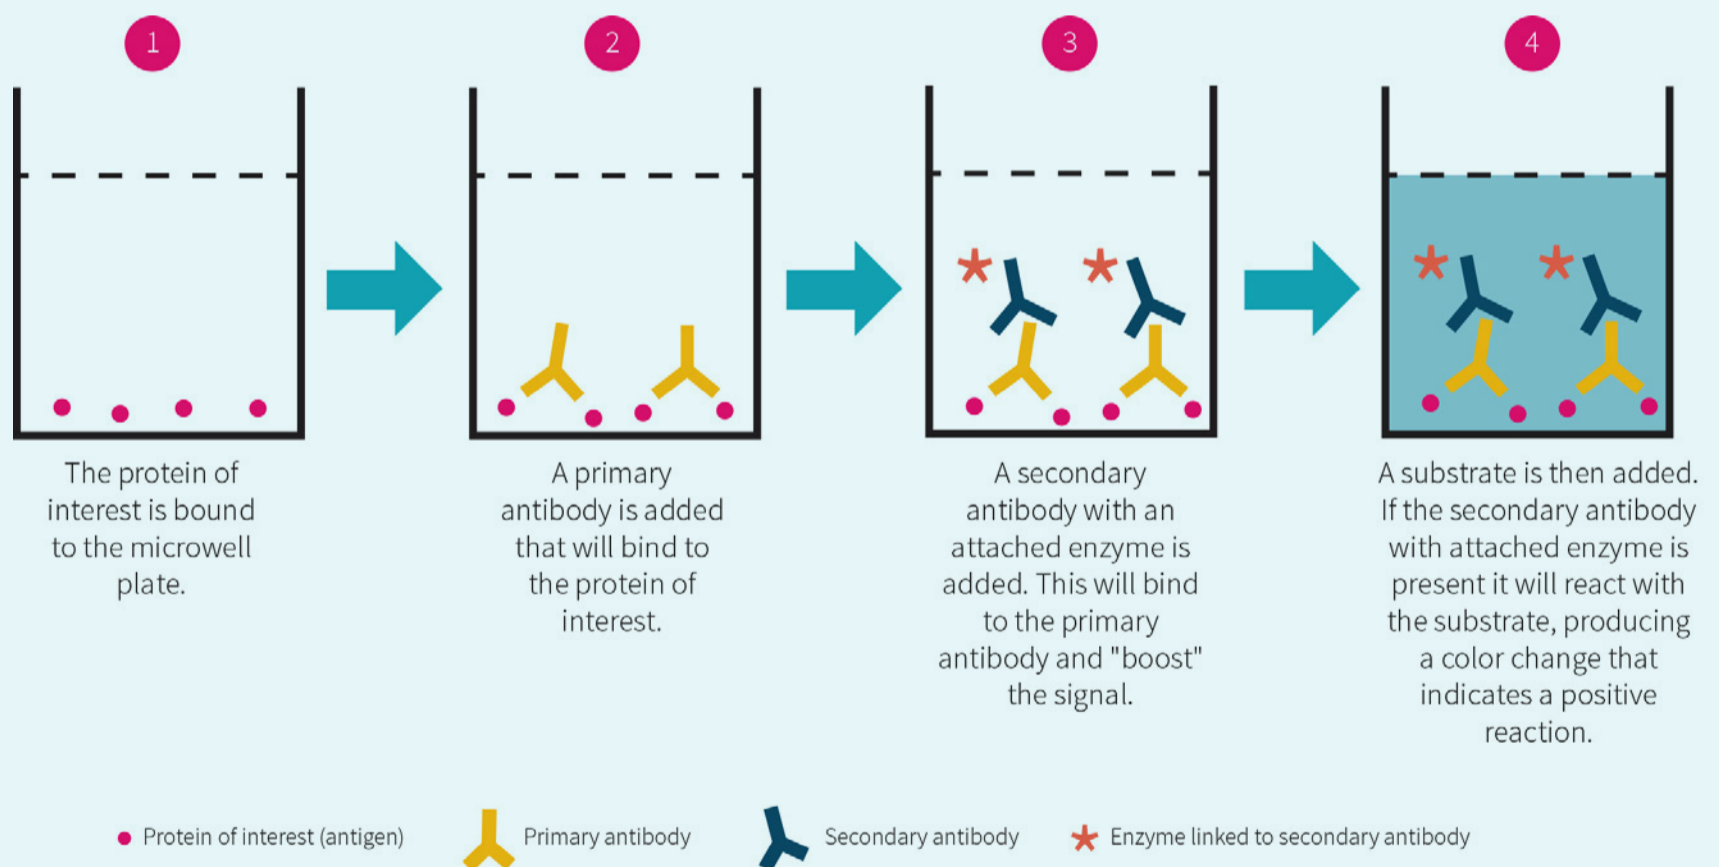 1
2
3
4
The protein of
interest is bound
to the microwell
plate.
A primary
antibody is added
that will bind to
the protein of
interest.
A secondary
antibody with an
attached enzyme is
added. This will bind
to the primary
antibody and "boost"
the signal.
A substrate is then added.
If the secondary antibody
with attached enzyme is
present it will react with
the substrate, producing
a color change that
indicates a positive
reaction.
Protein of interest (antigen)
Primary antibody
Secondary antibody
Enzyme linked to secondary antibody